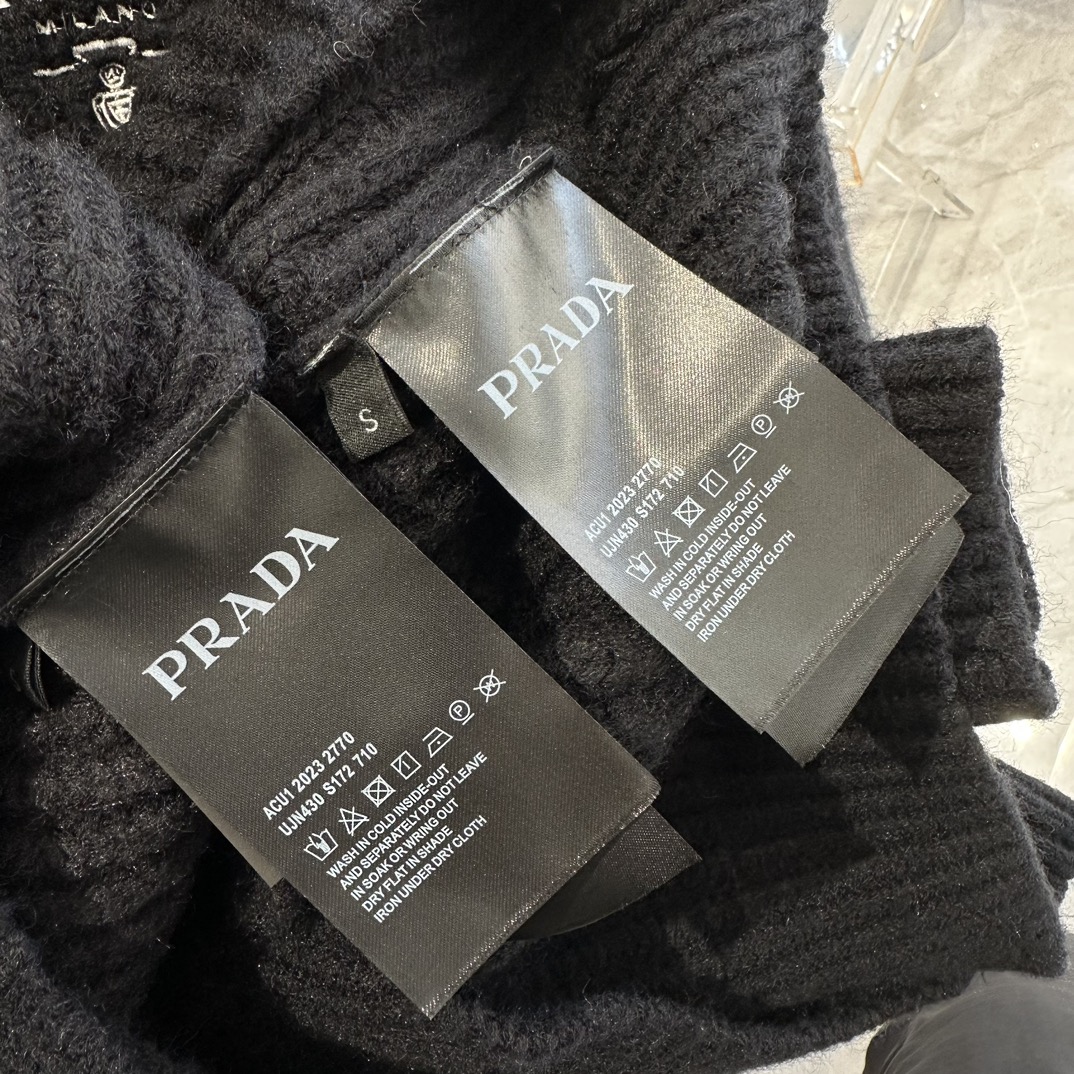 MILANO
PRADA
ACU1 2023 2770
UJN430 S172 710
P
WASH IN COLD INSIDE-OUT
AND SEPARATELY DO NOT LEAVE
IN SOAK OR WRING OUT
DRY FLAT IN SHADE
IRON UNDER DRY CLOTH
S
PRADA
ACU1 2023 2770
UJN430 S172 710
P
WASH IN COLD INSIDE-OUT
AND SEPARATELY DO NOT LEAVE
IN SOAK OR WRING OUT
DRY FLAT IN SHADE
IRON UNDER DRY CLOTH